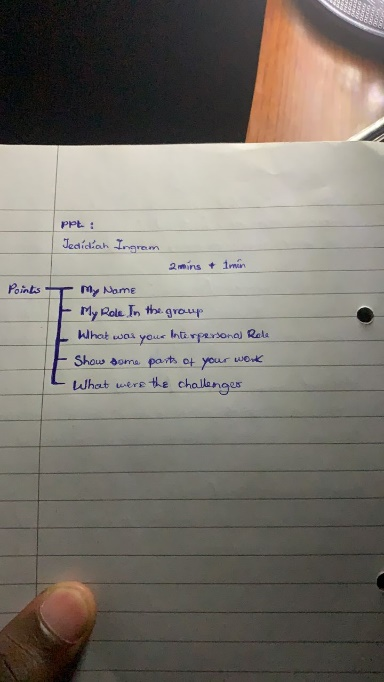 PPt :
Jedidiah Ingram
2mins + 1min
Points - My Name
- My Role In the group
- What was your Interpersonal Role
- Show some parts of your work
- What were the challenges